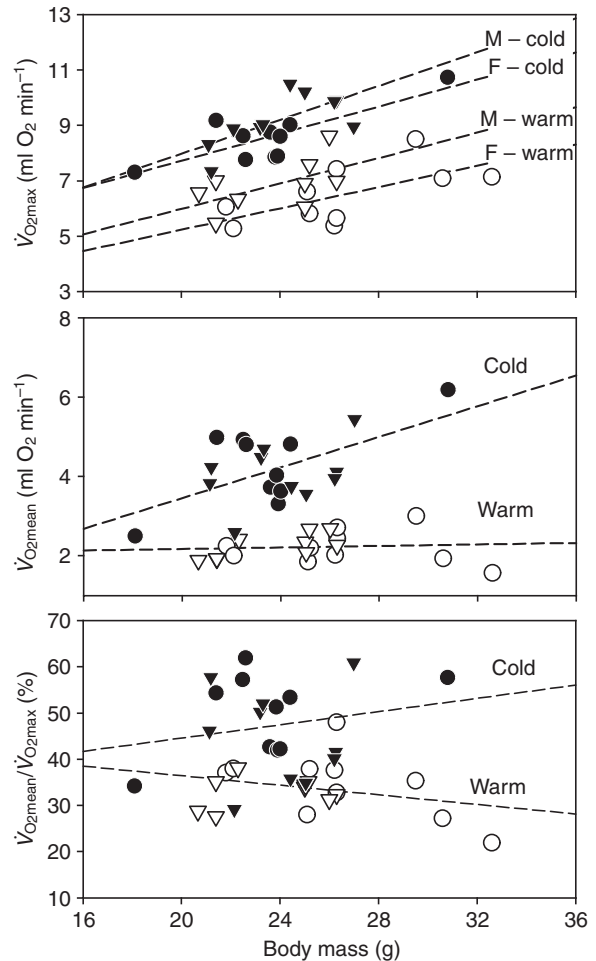 13
11
9
7
5
3
V̇O2max (ml O2 min–1)
M – cold
F – cold
M – warm
F – warm
8
6
4
2
V̇O2mean (ml O2 min–1)
Cold
Warm
70
60
50
40
30
20
10
V̇O2mean/V̇O2max (%)
Cold
Warm
16 20 24 28 32 36
Body mass (g)